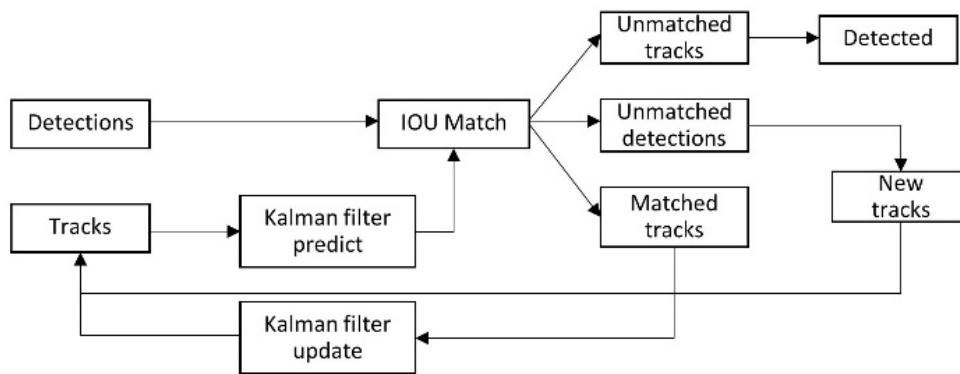 Unmatched
tracks
Detected
Detections
IOU Match
Unmatched
detections
Tracks
Kalman filter
predict
Matched
tracks
New
tracks
Kalman filter
update